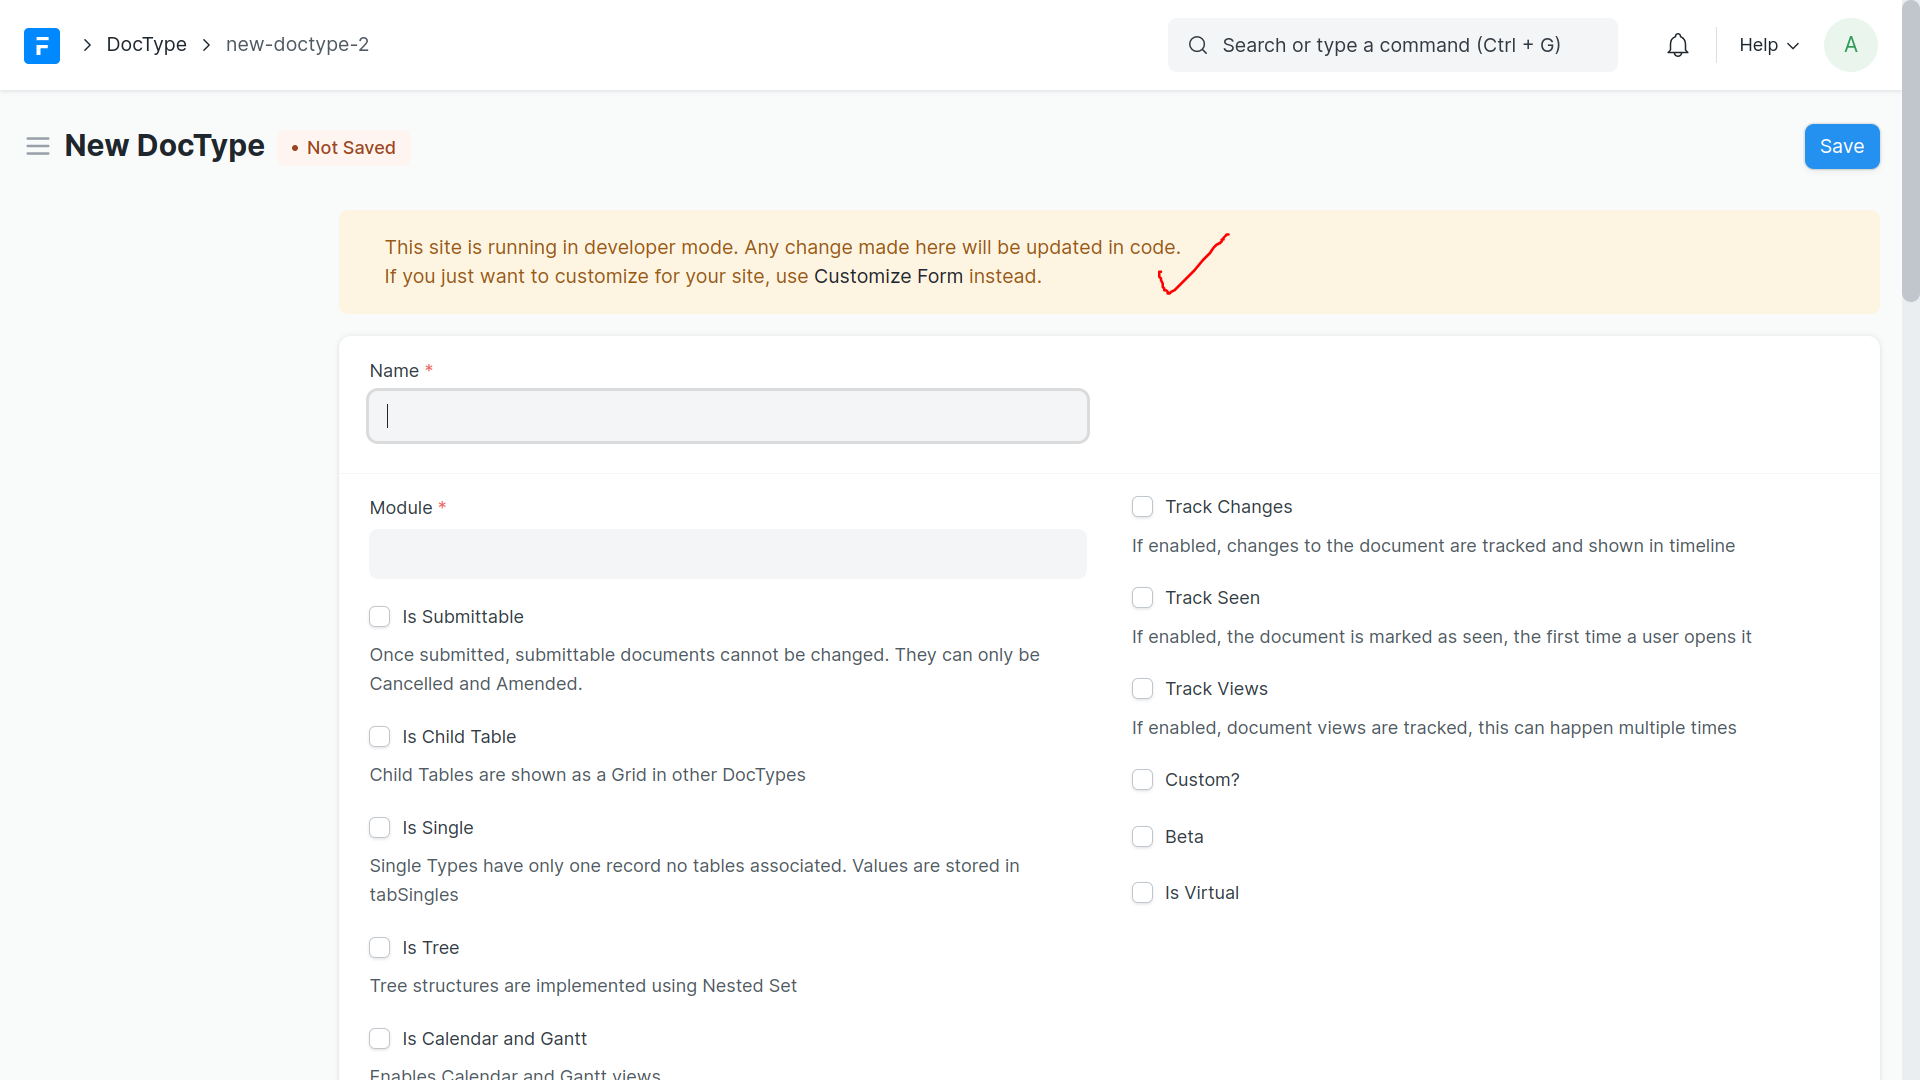 F
DocType
new-doctype-2
Search or type a command (Ctrl + G)
Help
A
New DocType
• Not Saved
Save
This site is running in developer mode. Any change made here will be updated in code.
If you just want to customize for your site, use Customize Form instead.
Name *
Module *
Is Submittable
Once submitted, submittable documents cannot be changed. They can only be
Cancelled and Amended.
Is Child Table
Child Tables are shown as a Grid in other DocTypes
Is Single
Single Types have only one record no tables associated. Values are stored in
tabSingles
Is Tree
Tree structures are implemented using Nested Set
Is Calendar and Gantt
Enables Calendar and Gantt views
Track Changes
If enabled, changes to the document are tracked and shown in timeline
Track Seen
If enabled, the document is marked as seen, the first time a user opens it
Track Views
If enabled, document views are tracked, this can happen multiple times
Custom?
Beta
Is Virtual